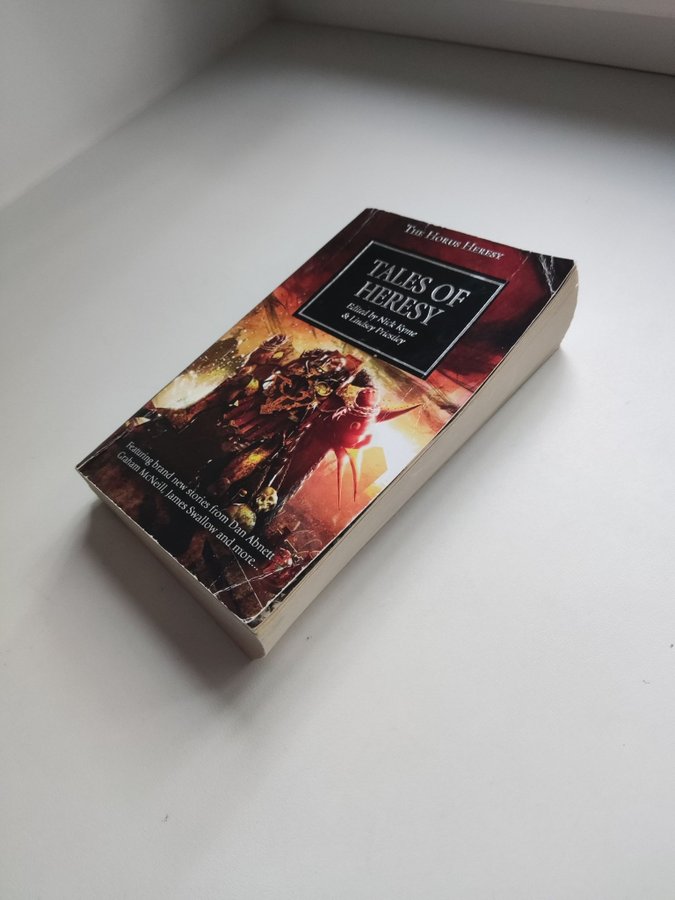 THE HORUS HERESY
TALES OF
HERESY
Edited by Nick Kyme
& Lindsey Priestley
Featuring brand new stories from Dan Abnett
Graham McNeill, James Swallow and more..